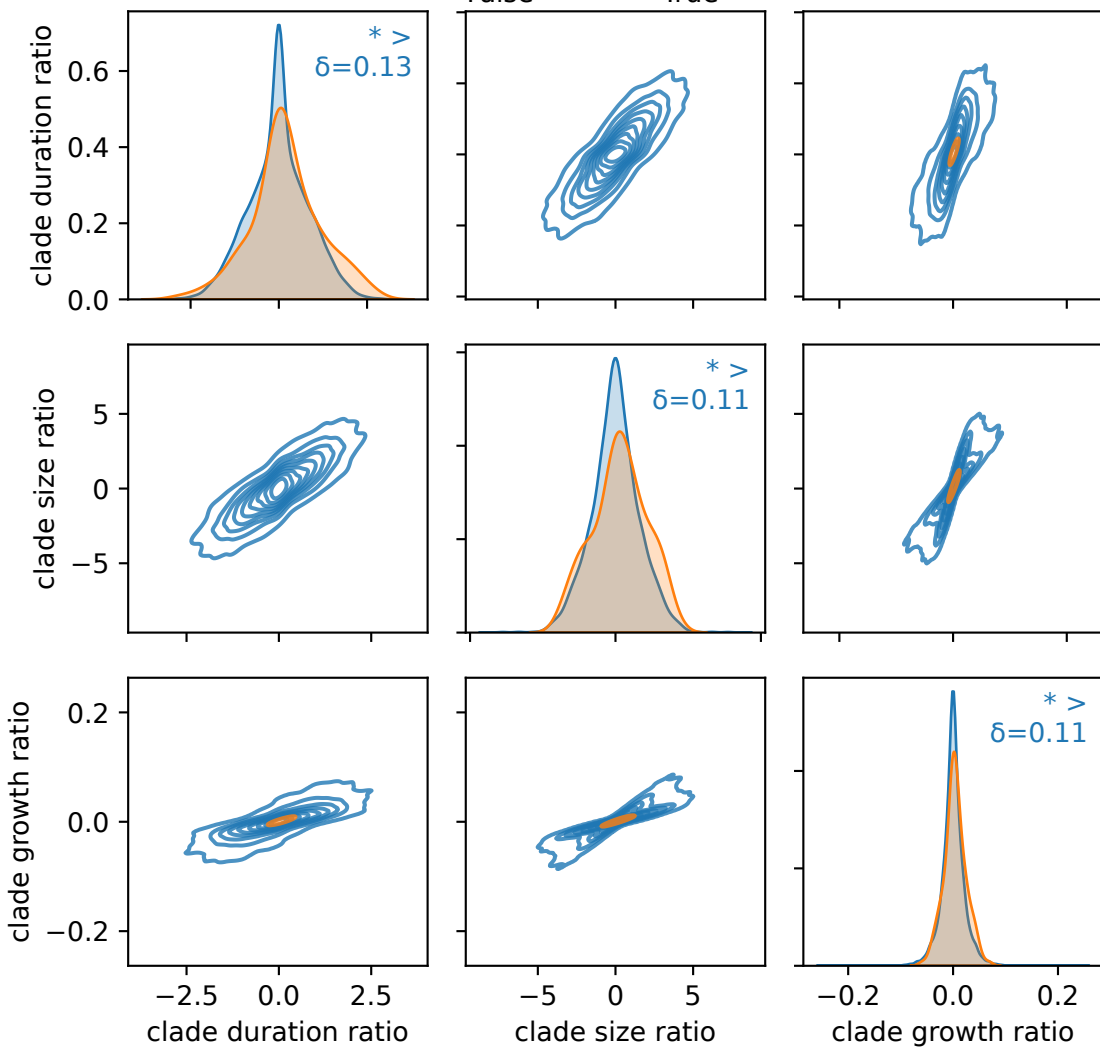 False True
clade duration ratio
0.6
0.4
0.2
0.0
* >
δ=0.13
clade size ratio
5
0
−5
* >
δ=0.11
clade growth ratio
0.2
0.0
−0.2
* >
δ=0.11
−2.5 0.0 2.5
−5 0 5
−0.2 0.0 0.2
clade duration ratio
clade size ratio
clade growth ratio